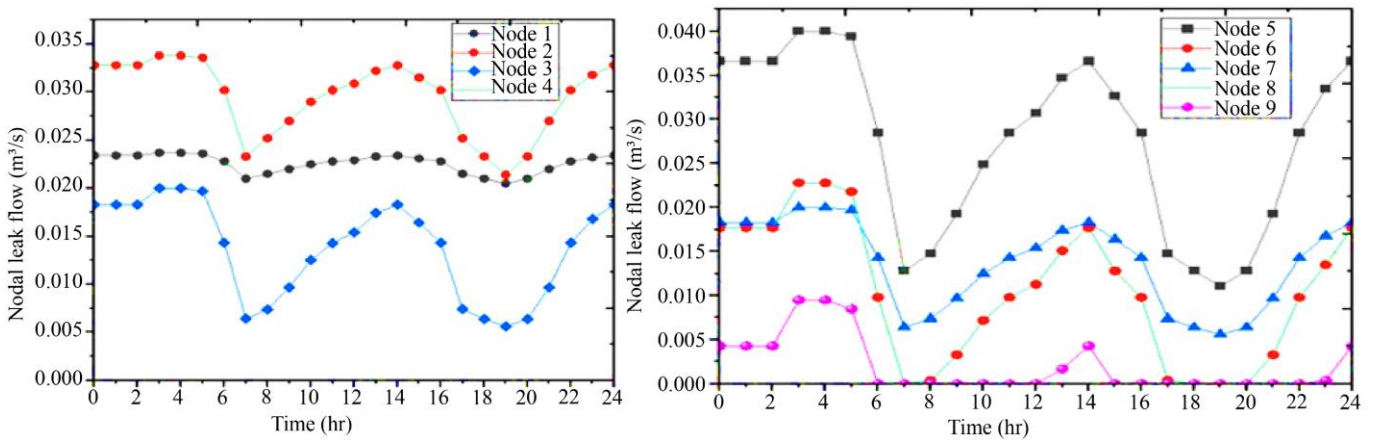 Nodal leak flow (m³/s)
0.035
0.030
0.025
0.020
0.015
0.010
0.005
0.000
Node 1
Node 2
Node 3
Node 4
0 2 4 6 8 10 12 14 16 18 20 22 24
Time (hr)
Nodal leak flow (m³/s)
0.040
0.035
0.030
0.025
0.020
0.015
0.010
0.005
0.000
Node 5
Node 6
Node 7
Node 8
Node 9
0 2 4 6 8 10 12 14 16 18 20 22 24
Time (hr)